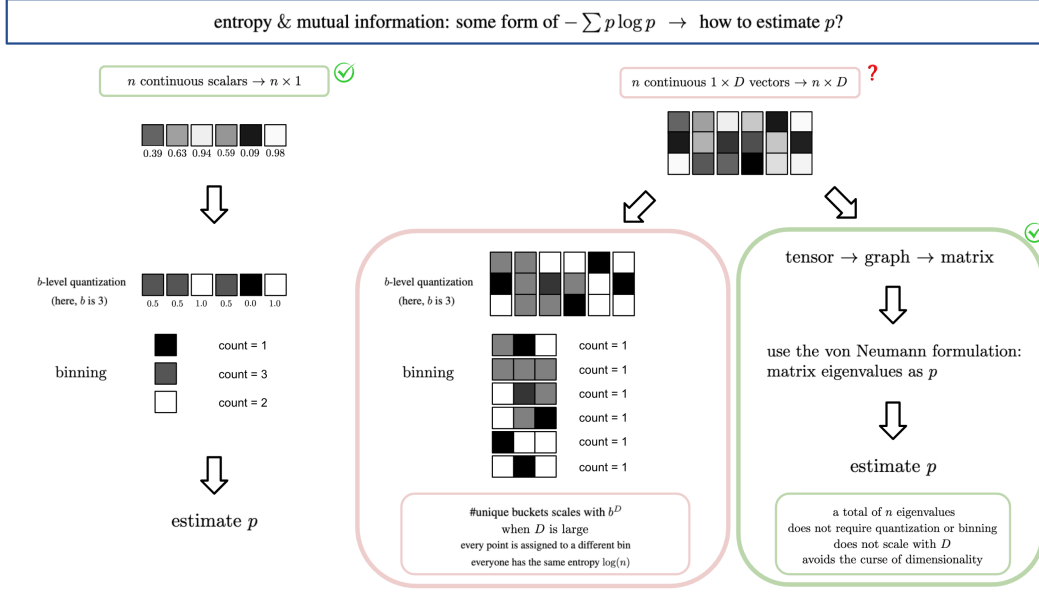 entropy & mutual information: some form of − ∑ p log p → how to estimate p?
n continuous scalars → n × 1
0.39 0.63 0.94 0.59 0.09 0.98
b-level quantization
(here, b is 3)
0.5 0.5 1.0 0.5 0.0 1.0
binning
count = 1
count = 3
count = 2
estimate p
n continuous 1 × D vectors → n × D
?
b-level quantization
(here, b is 3)
binning
count = 1
count = 1
count = 1
count = 1
count = 1
count = 1
#unique buckets scales with b^D
when D is large
every point is assigned to a different bin
everyone has the same entropy log(n)
tensor → graph → matrix
use the von Neumann formulation:
matrix eigenvalues as p
estimate p
a total of n eigenvalues
does not require quantization or binning
does not scale with D
avoids the curse of dimensionality